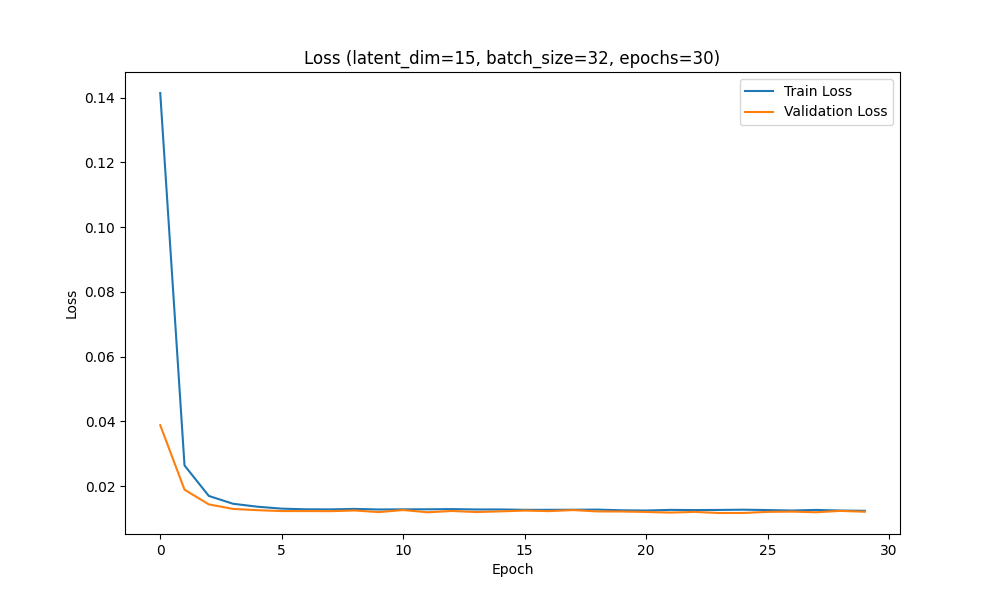 Loss (latent_dim=15, batch_size=32, epochs=30)
Train Loss
Validation Loss
0.14
0.12
0.10
0.08
0.06
0.04
0.02
Loss
0 5 10 15 20 25 30
Epoch